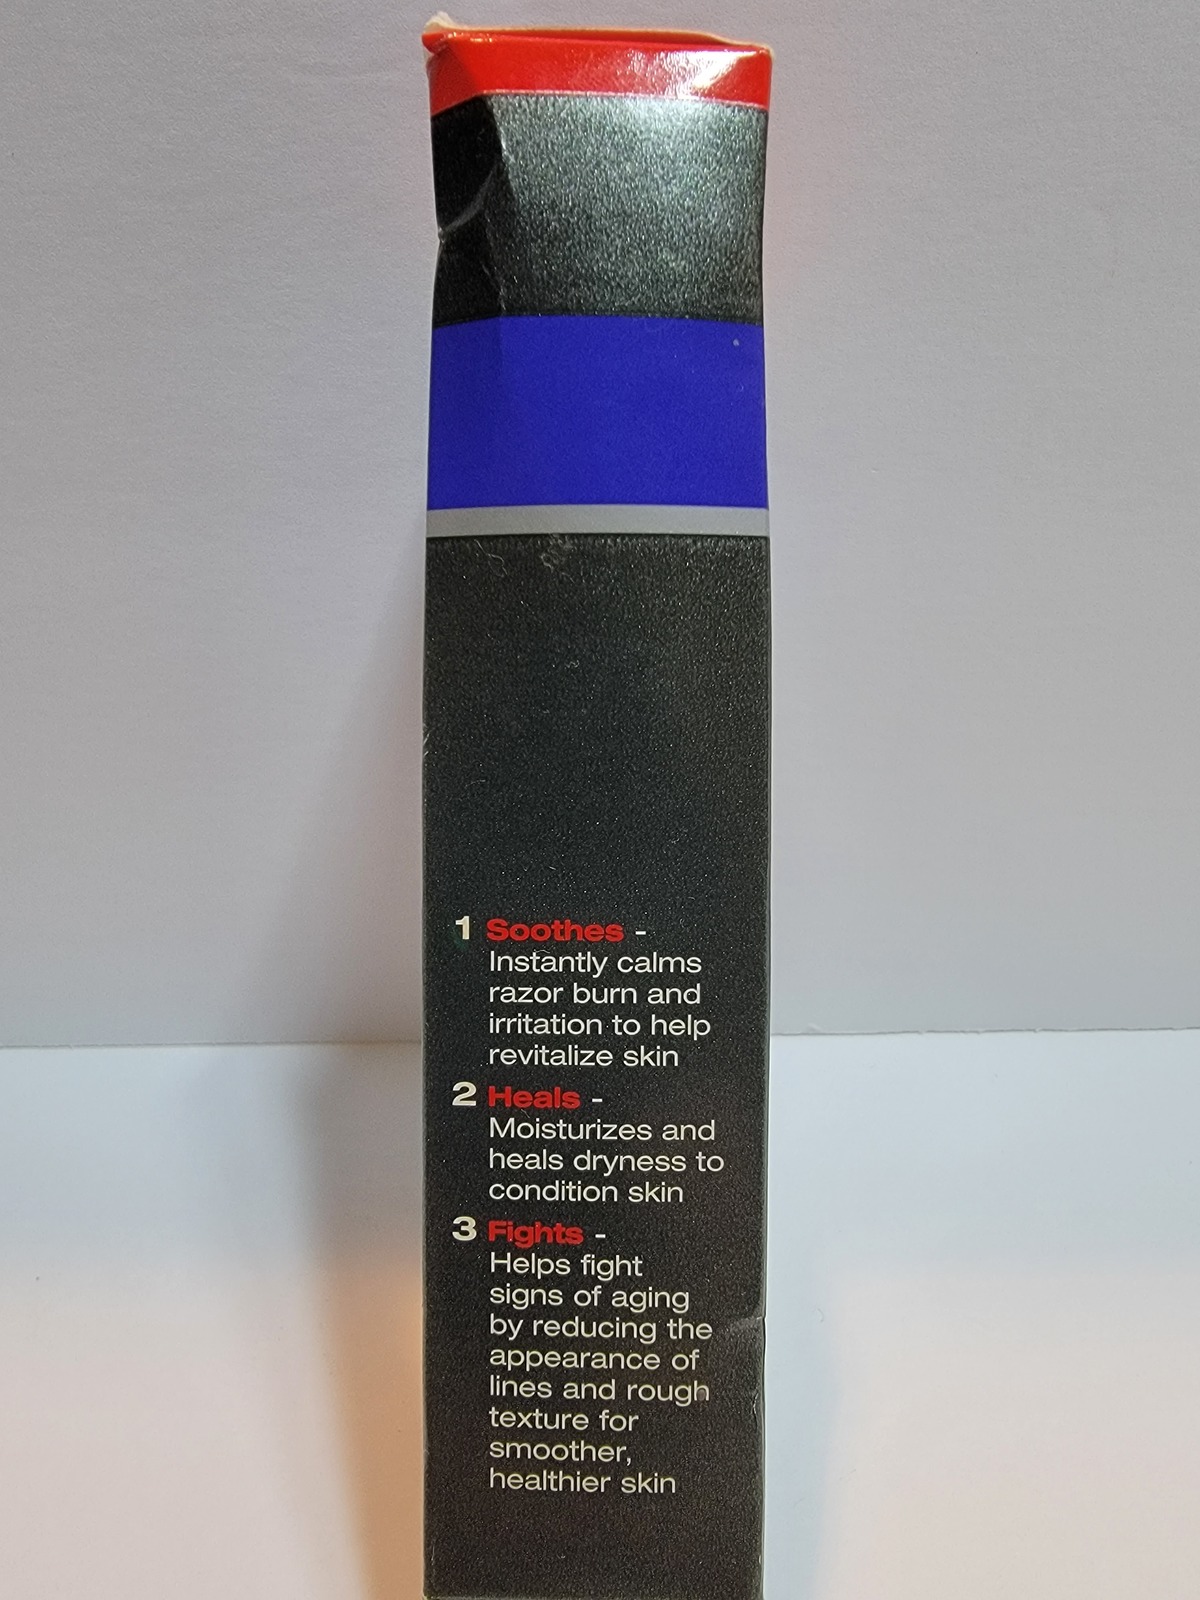 1 Soothes -
Instantly calms
razor burn and
irritation to help
revitalize skin
2 Heals -
Moisturizes and
heals dryness to
condition skin
3 Fights -
Helps fight
signs of aging
by reducing the
appearance of
lines and rough
texture for
smoother,
healthier skin